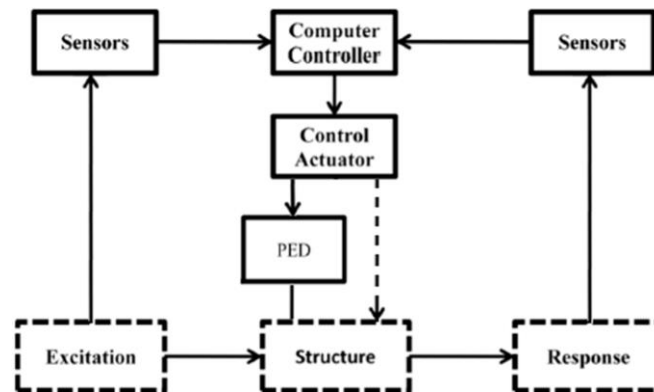 Sensors
Computer
Controller
Sensors
Control
Actuator
PED
Excitation
Structure
Response